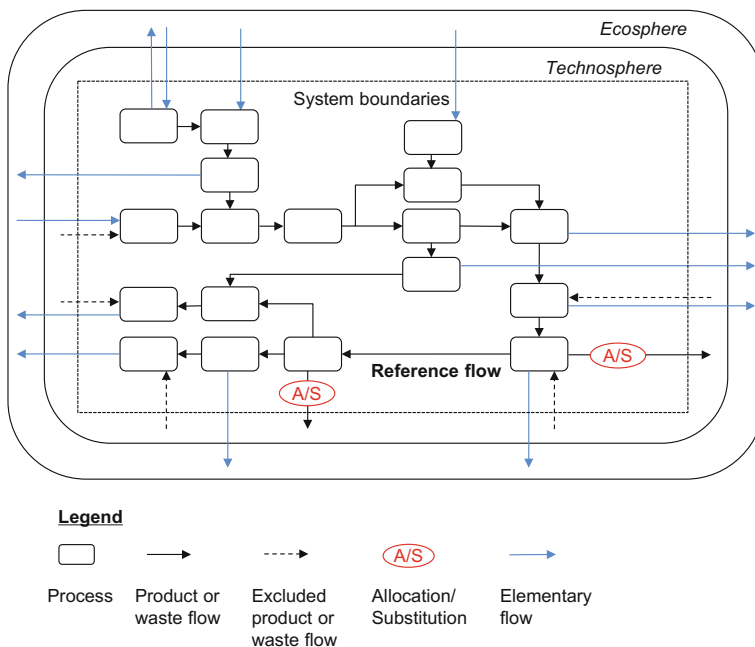 Ecosphere
Technosphere
System boundaries
Reference flow
A/S
A/S
Legend
A/S
Process
Product or
waste flow
Excluded
product or
waste flow
Allocation/
Substitution
Elementary
flow